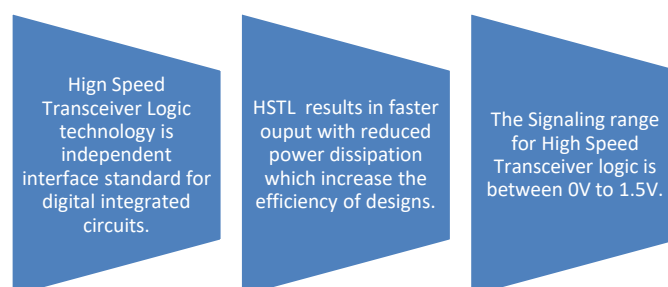 Hign Speed
Transceiver Logic
technology is
independent
interface standard for
digital integrated
circuits.
HSTL results in faster
ouput with reduced
power dissipation
which increase the
efficiency of designs.
The Signaling range
for High Speed
Transceiver logic is
between 0V to 1.5V.